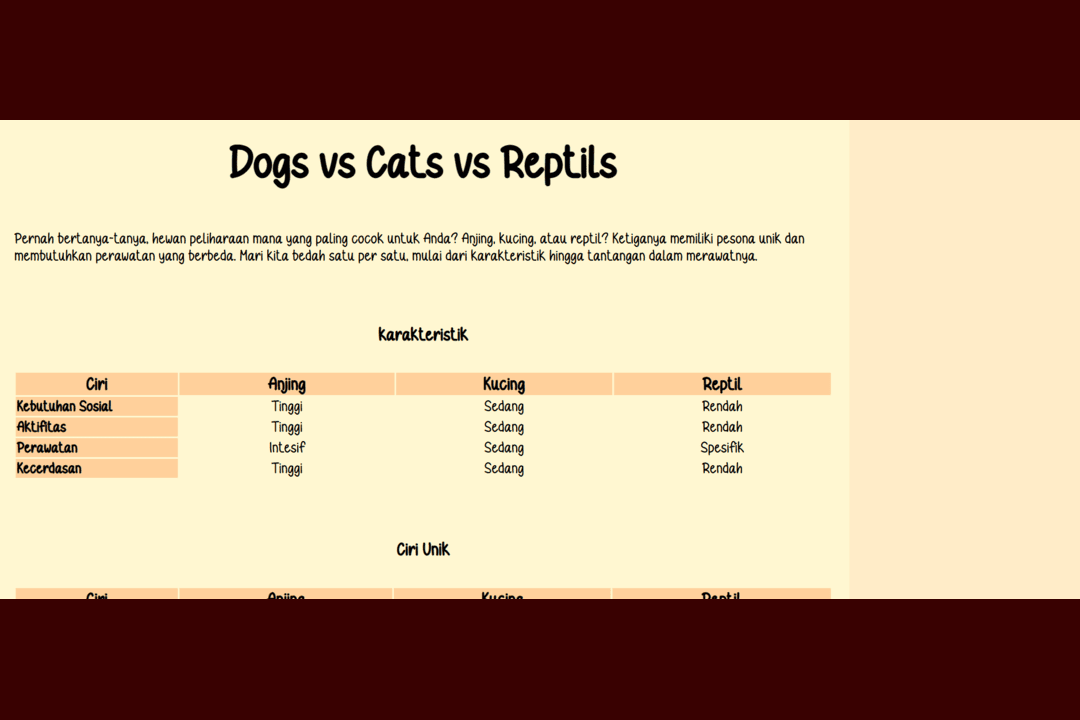 Dogs vs Cats vs Reptils
Pernah bertanya-tanya, hewan peliharaan mana yang paling cocok untuk Anda? Anjing, kucing, atau reptil? Ketiganya memiliki pesona unik dan
membutuhkan perawatan yang berbeda. Mari kita bedah satu per satu, mulai dari karakteristik hingga tantangan dalam merawatnya.
Karakteristik
Ciri Anjing Kucing Reptil
Kebutuhan Sosial Tinggi Sedang Rendah
Aktifitas Tinggi Sedang Rendah
Perawatan Intesif Sedang Spesifik
Kecerdasan Tinggi Sedang Rendah
Ciri Unik
Ciri Anjing Kucing Reptil